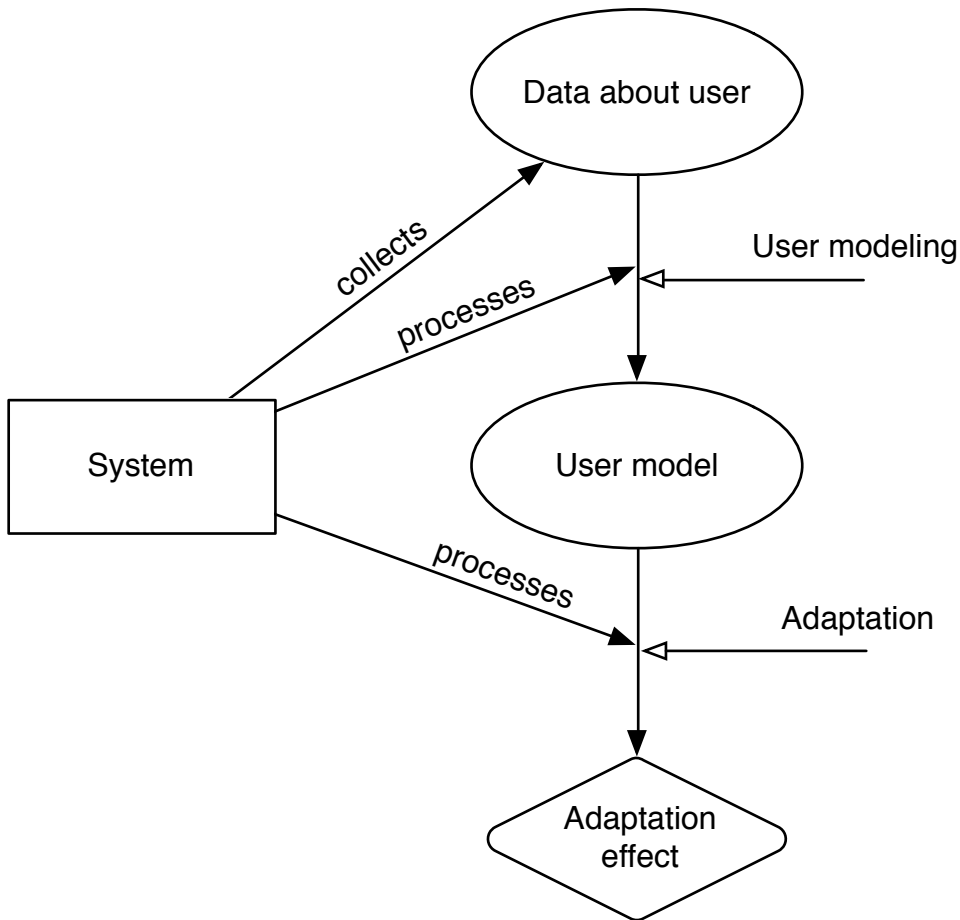 Data about user
collects
User modeling
processes
System
User model
processes
Adaptation
Adaptation
effect